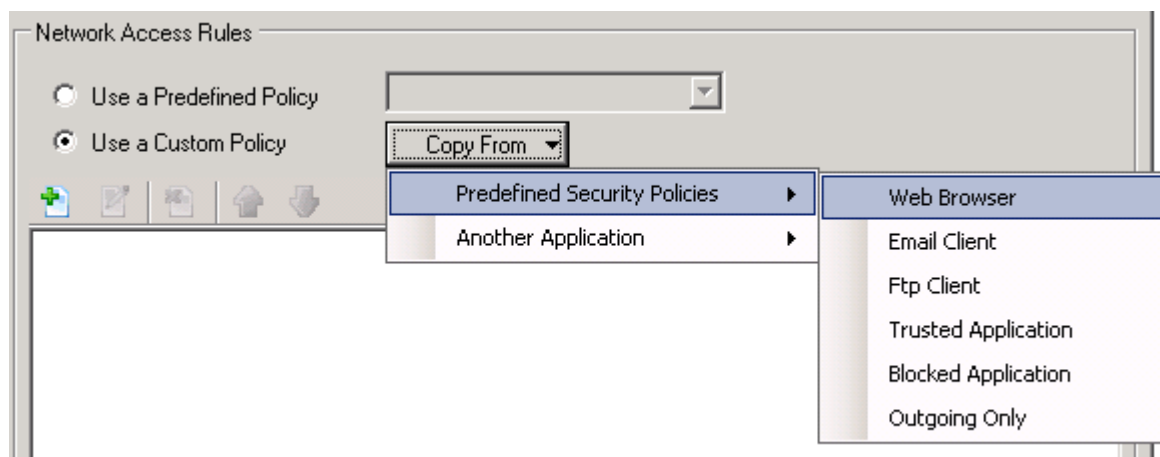 Network Access Rules
Use a Predefined Policy
Use a Custom Policy
Copy From
Predefined Security Policies
Another Application
Web Browser
Email Client
Ftp Client
Trusted Application
Blocked Application
Outgoing Only